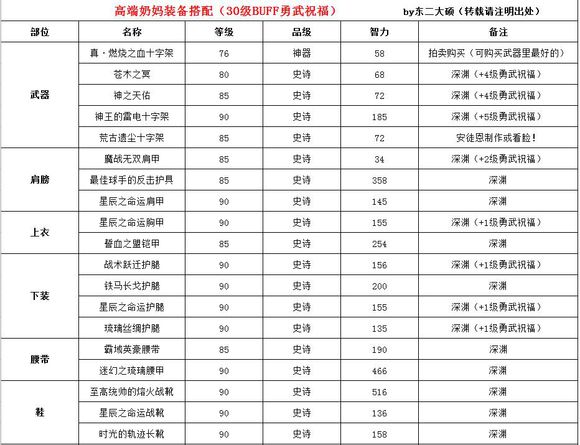 高端奶妈装备搭配（30级BUFF勇武祝福） by东二大硕（转载请注明出处）
部位 名称 等级 品级 智力 备注
武器
真·燃烧之血十字架 76 神器 58 拍卖购买（可购买武器里最好的）
苍木之冥 80 史诗 68 深渊（+4级勇武祝福）
神之天佑 85 史诗 72 深渊（+4级勇武祝福）
神王的雷电十字架 90 史诗 185 深渊（+5级勇武祝福）
荒古遗尘十字架 85 史诗 72 安徒恩制作或看脸！
肩膀
魔战无双肩甲 85 史诗 34 深渊（+2级勇武祝福）
最佳球手的反击护具 85 史诗 358 深渊
星辰之命运肩甲 90 史诗 145 深渊
上衣
星辰之命运胸甲 90 史诗 155 深渊（+1级勇武祝福）
誓血之盟铠甲 85 史诗 254 深渊
下装
战术跃迁护腿 90 史诗 156 深渊（+1级勇武祝福）
铁马长戈护腿 90 史诗 200 深渊
星辰之命运护腿 90 史诗 155 深渊（+1级勇武祝福）
琉璃丝绸护腿 90 史诗 135 深渊（+1级勇武祝福）
腰带
霸域英豪腰带 85 史诗 190 深渊
迷幻之琉璃腰甲 90 史诗 466 深渊
鞋
至高统帅的熔火战靴 90 史诗 516 深渊
星辰之命运战靴 90 史诗 136 深渊
时光的轨迹长靴 90 史诗 158 深渊